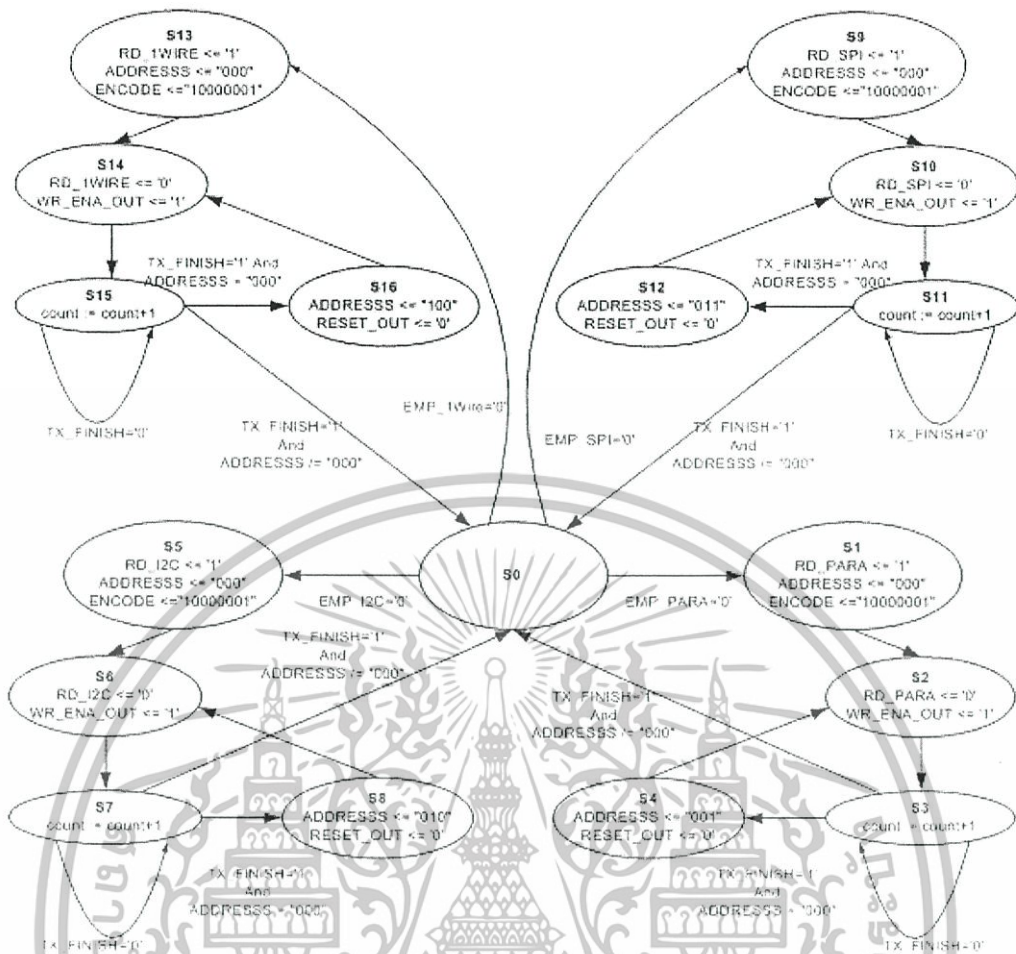 S13
RD_1WIRE <= '1'
ADDRESSS <= "000"
ENCODE <="10000001"
S9
RD_SPI <= '1'
ADDRESSS <= "000"
ENCODE <="10000001"
S14
RD_1WIRE <= '0'
WR_ENA_OUT <= '1'
S10
RD_SPI <= '0'
WR_ENA_OUT <= '1'
TX_FINISH='1' And
ADDRESSS = "000"
TX_FINISH='1' And
ADDRESSS = "000"
S15
count := count+1
S16
ADDRESSS <= "100"
RESET_OUT <= '0'
S12
ADDRESSS <= "011"
RESET_OUT <= '0'
S11
count := count+1
TX_FINISH='0'
EMP_1Wire='0'
EMP_SPI='0'
TX_FINISH='0'
TX_FINISH='1'
And
ADDRESSS /= "000"
TX_FINISH='1'
And
ADDRESSS /= "000"
S5
RD_I2C <= '1'
ADDRESSS <= "000"
ENCODE <="10000001"
S0
S1
RD_PARA <= '1'
ADDRESSS <= "000"
ENCODE <="10000001"
EMP_I2C='0'
EMP_PARA='0'
TX_FINISH='1'
And
ADDRESSS /= "000"
S6
RD_I2C <= '0'
WR_ENA_OUT <= '1'
TX_FINISH='1'
And
ADDRESSS /= "000"
S2
RD_PARA <= '0'
WR_ENA_OUT <= '1'
S7
count := count+1
S8
ADDRESSS <= "010"
RESET_OUT <= '0'
S4
ADDRESSS <= "001"
RESET_OUT <= '0'
S3
count := count+1
TX_FINISH='1'
And
ADDRESSS = "000"
TX_FINISH='1'
And
ADDRESSS = "000"
TX_FINISH='0'
TX_FINISH='0'